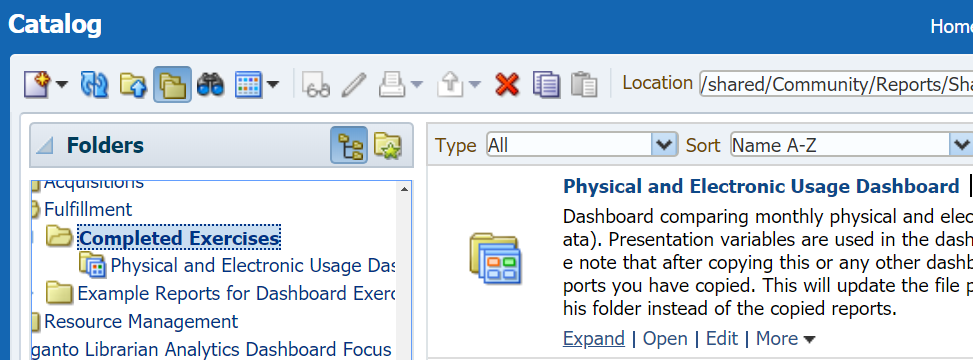 Catalog
Home
Location /shared/Community/Reports/Sha
Folders
Type All Sort Name A-Z
Acquisitions
Fulfillment
Completed Exercises
Physical and Electronic Usage Das
Example Reports for Dashboard Exerc
Resource Management
ganto Librarian Analytics Dashboard Focus
Physical and Electronic Usage Dashboard |
Dashboard comparing monthly physical and elec
ata). Presentation variables are used in the dash
e note that after copying this or any other dashb
ports you have copied. This will update the file p
his folder instead of the copied reports.
Expand | Open | Edit | More